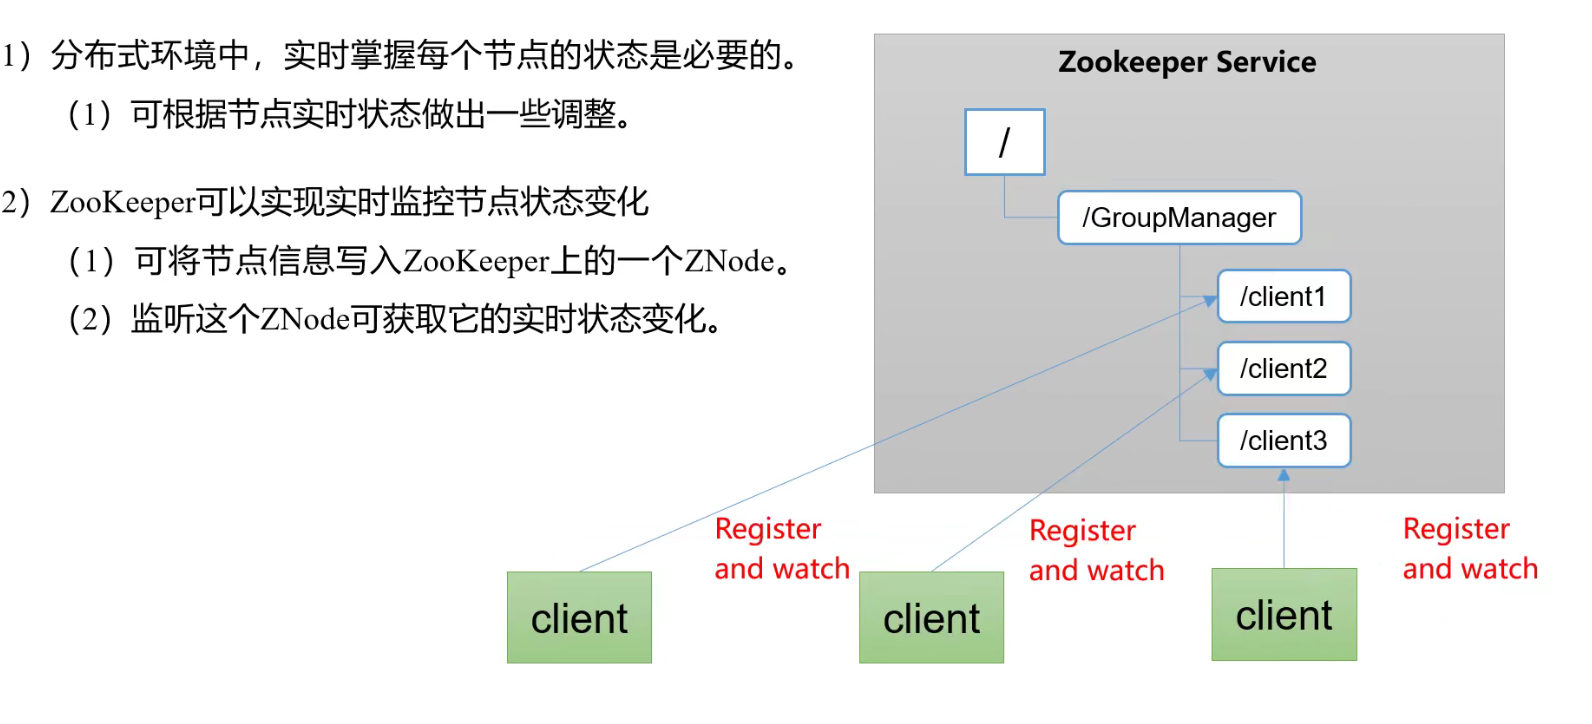 1）分布式环境中，实时掌握每个节点的状态是必要的。
（1）可根据节点实时状态做出一些调整。
2）ZooKeeper可以实现实时监控节点状态变化
（1）可将节点信息写入ZooKeeper上的一个ZNode。
（2）监听这个ZNode可获取它的实时状态变化。
Zookeeper Service
/
/GroupManager
/client1
/client2
/client3
Register
and watch
Register
and watch
Register
and watch
client
client
client